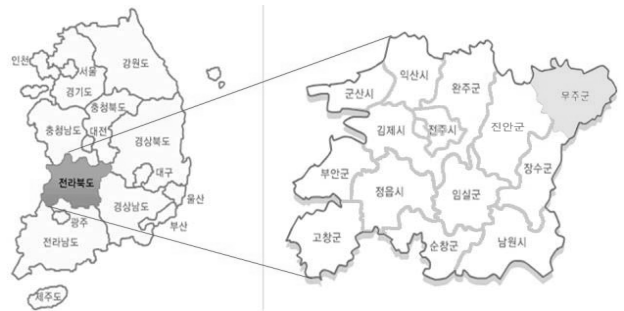 인천
서울
강원도
경기도
충청북도
충청남도
대전
경상북도
전라북도
대구
경상남도
울산
광주
부산
전라남도
제주도
익산시
완주군
무주군
군산시
김제시
전주시
진안군
부안군
장수군
정읍시
임실군
고창군
순창군
남원시